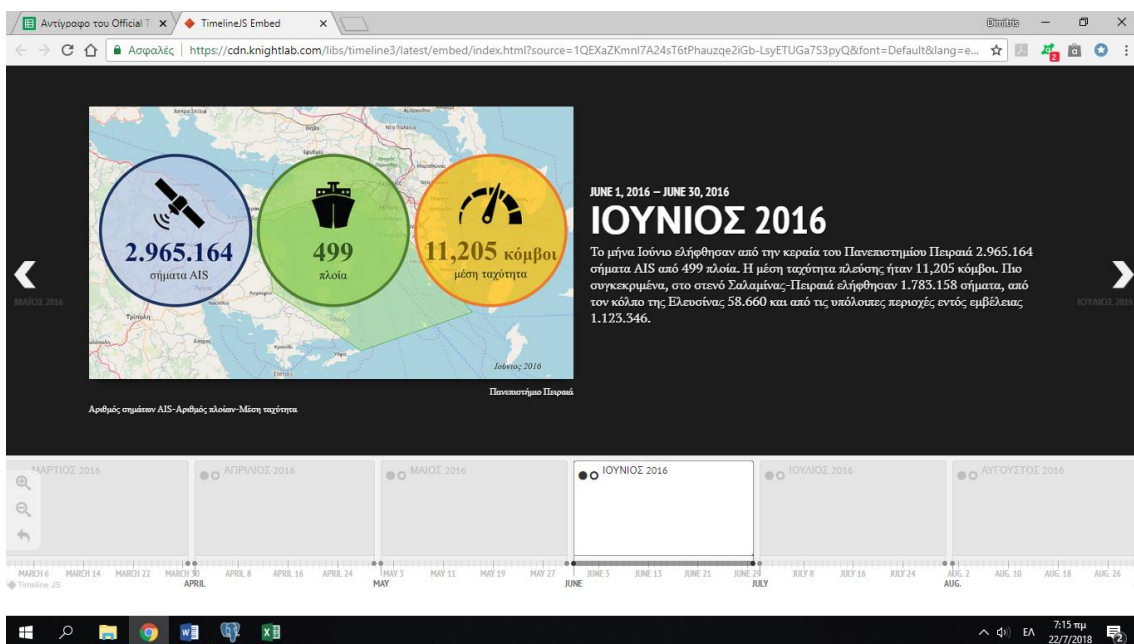 Αντίγραφο του Official Ti
TimelineJS Embed
Dimitris
Ασφαλές
https://cdn.knightlab.com/libs/timeline3/latest/embed/index.html?source=1QEXaZKmnI7A24sT6tPhauzqe2iGb-LsyETUGa7S3pyQ&font=Default&lang=e...
2
2.965.164
σήματα AIS
499
πλοία
11,205 κόμβοι
μέση ταχύτητα
Θήβα
Μαραθώνας
Τρίπολη
Ύδρα
Ιούνιος 2016
Πανεπιστήμιο Πειραιά
Αριθμός σημάτων AIS-Αριθμός πλοίων-Μέση ταχύτητα
JUNE 1, 2016 – JUNE 30, 2016
ΙΟΥΝΙΟΣ 2016
Το μήνα Ιούνιο ελήφθησαν από την κεραία του Πανεπιστημίου Πειραιά 2.965.164
σήματα AIS από 499 πλοία. Η μέση ταχύτητα πλεύσης ήταν 11,205 κόμβοι. Πιο
συγκεκριμένα, στο στενό Σαλαμίνας-Πειραιά ελήφθησαν 1.783.158 σήματα, από
τον κόλπο της Ελευσίνας 58.660 και από τις υπόλοιπες περιοχές εντός εμβέλειας
1.123.346.
ΜΑΪΟΣ 2016
ΙΟΥΛΙΟΣ 2016
ΜΑΡΤΙΟΣ 2016
ΑΠΡΙΛΙΟΣ 2016
ΜΑΙΟΣ 2016
ΙΟΥΝΙΟΣ 2016
ΙΟΥΛΙΟΣ 2016
ΑΥΓΟΥΣΤΟΣ 2016
MARCH 6 MARCH 14 MARCH 22 MARCH 30 APRIL 8 APRIL 16 APRIL 24 MAY 3 MAY 11 MAY 19 MAY 27 JUNE 5 JUNE 13 JUNE 21 JUNE 29 JULY 8 JULY 16 JULY 24 AUG. 2 AUG. 10 AUG. 18 AUG. 26
APRIL MAY JUNE JULY AUG.
Timeline JS
ΕΛ
7:15 πμ
22/7/2018
2